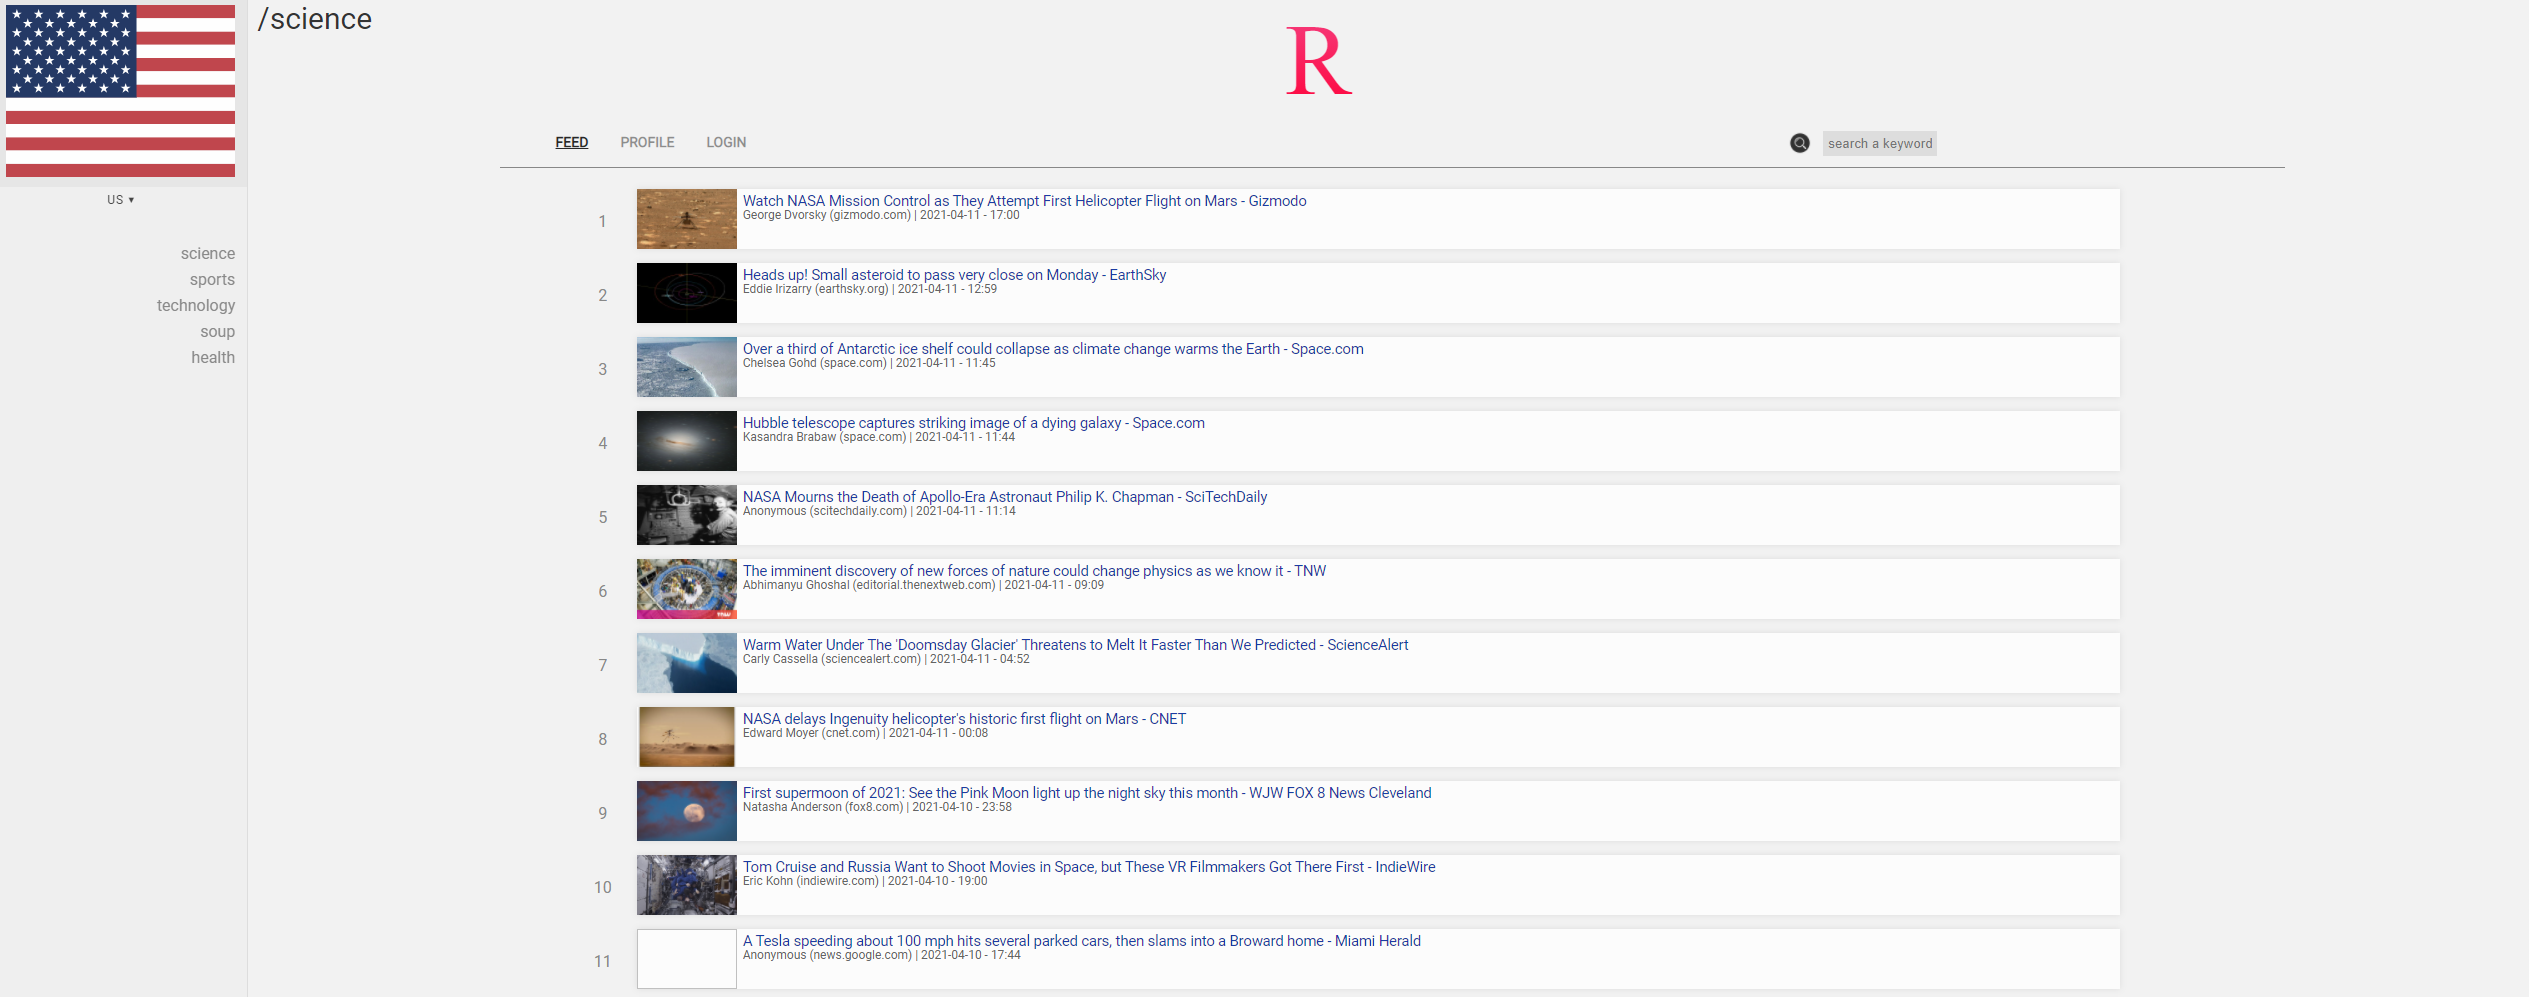 /science
R
FEED PROFILE LOGIN
search a keyword
US ▾
science
sports
technology
soup
health
1
Watch NASA Mission Control as They Attempt First Helicopter Flight on Mars - Gizmodo
George Dvorsky (gizmodo.com) | 2021-04-11 - 17:00
2
Heads up! Small asteroid to pass very close on Monday - EarthSky
Eddie Irizarry (earthsky.org) | 2021-04-11 - 12:59
3
Over a third of Antarctic ice shelf could collapse as climate change warms the Earth - Space.com
Chelsea Gohd (space.com) | 2021-04-11 - 11:45
4
Hubble telescope captures striking image of a dying galaxy - Space.com
Kasandra Brabaw (space.com) | 2021-04-11 - 11:44
5
NASA Mourns the Death of Apollo-Era Astronaut Philip K. Chapman - SciTechDaily
Anonymous (scitechdaily.com) | 2021-04-11 - 11:14
6
The imminent discovery of new forces of nature could change physics as we know it - TNW
Abhimanyu Ghoshal (editorial.thenextweb.com) | 2021-04-11 - 09:09
7
Warm Water Under The 'Doomsday Glacier' Threatens to Melt It Faster Than We Predicted - ScienceAlert
Carly Cassella (sciencealert.com) | 2021-04-11 - 04:52
8
NASA delays Ingenuity helicopter's historic first flight on Mars - CNET
Edward Moyer (cnet.com) | 2021-04-11 - 00:08
9
First supermoon of 2021: See the Pink Moon light up the night sky this month - WJW FOX 8 News Cleveland
Natasha Anderson (fox8.com) | 2021-04-10 - 23:58
10
Tom Cruise and Russia Want to Shoot Movies in Space, but These VR Filmmakers Got There First - IndieWire
Eric Kohn (indiewire.com) | 2021-04-10 - 19:00
11
A Tesla speeding about 100 mph hits several parked cars, then slams into a Broward home - Miami Herald
Anonymous (news.google.com) | 2021-04-10 - 17:44